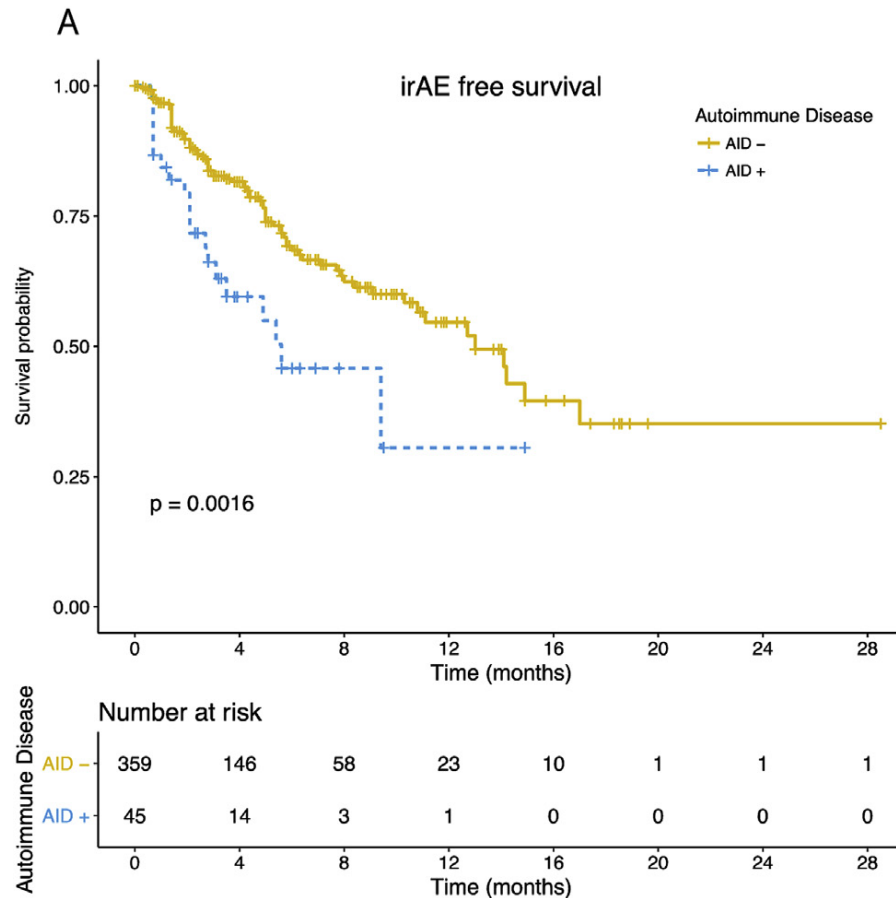 A
irAE free survival
Autoimmune Disease
AID −
AID +
1.00
0.75
0.50
0.25
0.00
Survival probability
p = 0.0016
0 4 8 12 16 20 24 28
Time (months)
Number at risk
Autoimmune Disease
AID − 359 146 58 23 10 1 1 1
AID + 45 14 3 1 0 0 0 0
0 4 8 12 16 20 24 28
Time (months)